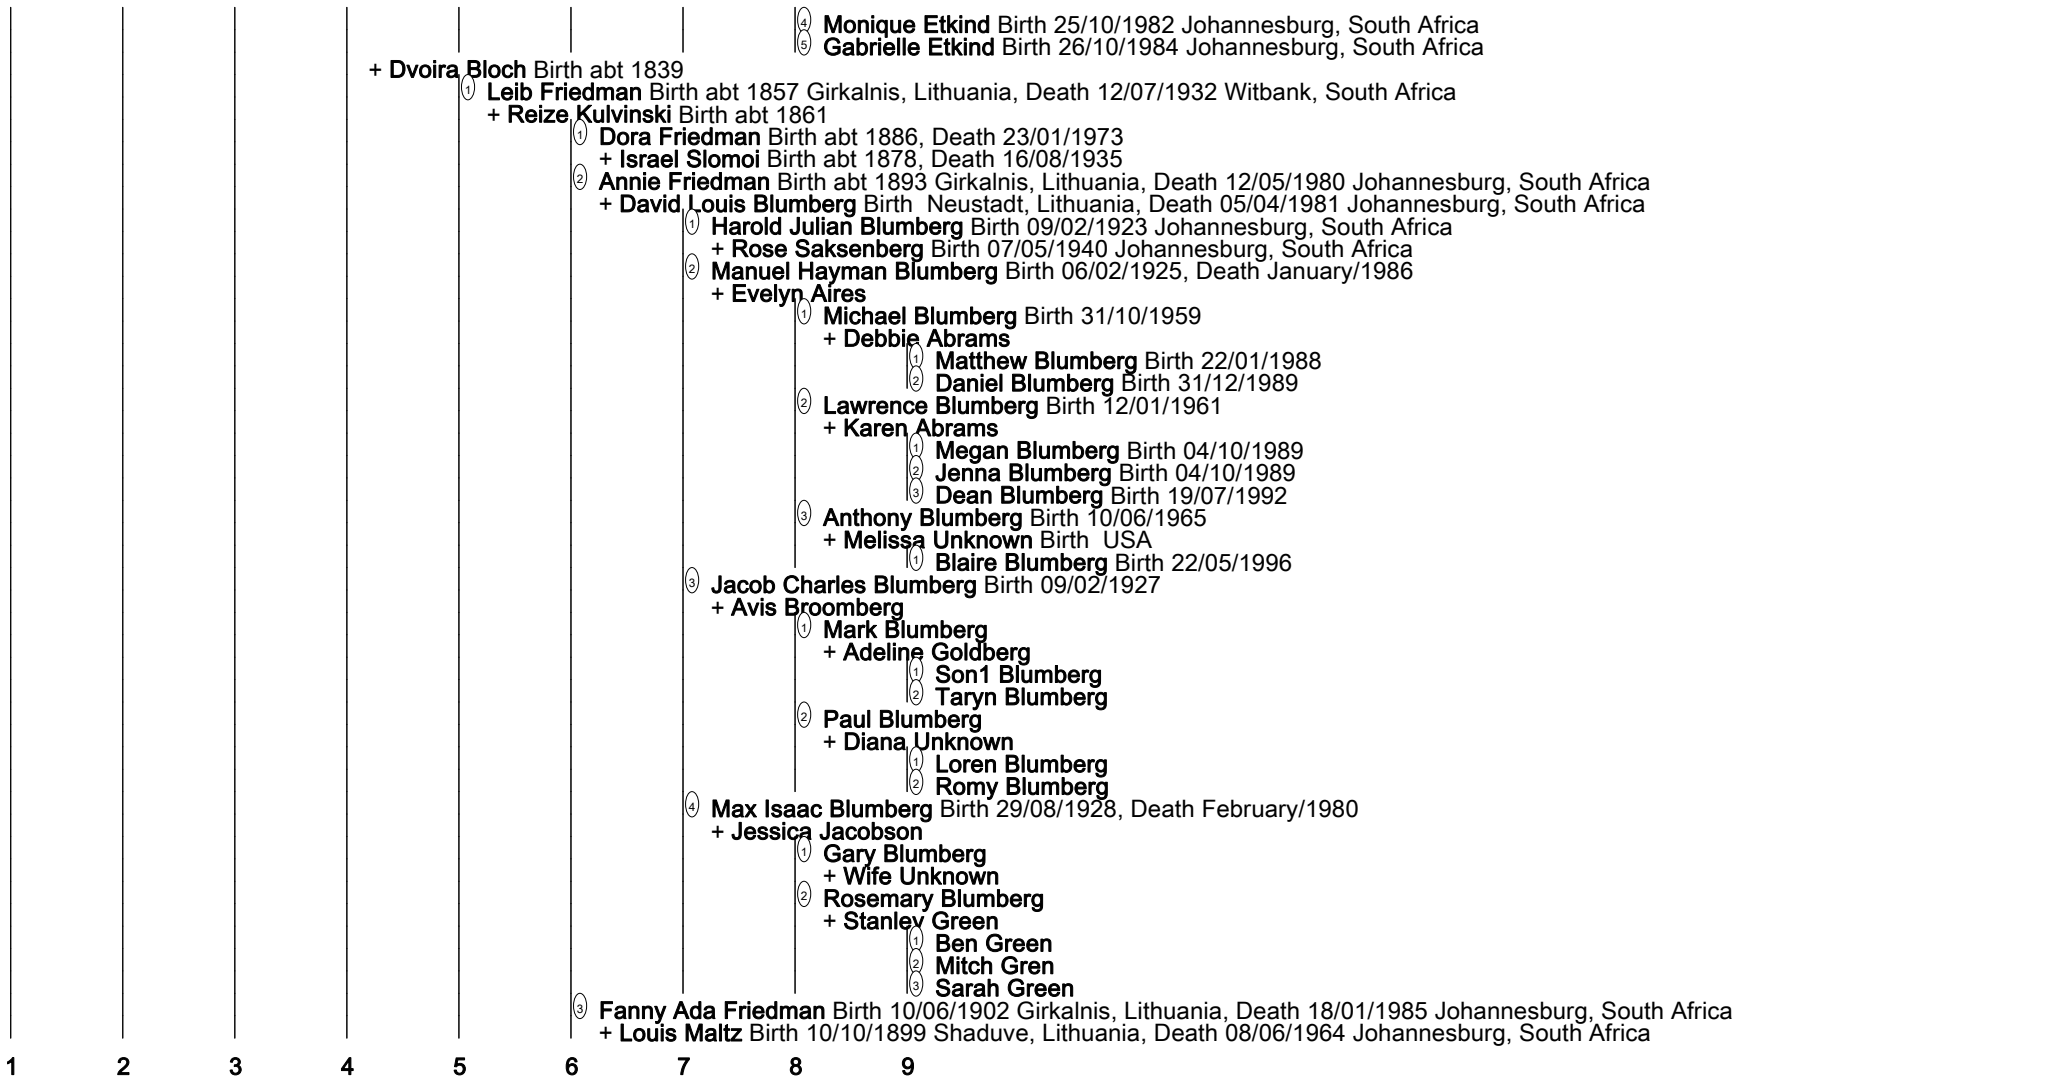 4 Monique Etkind Birth 25/10/1982 Johannesburg, South Africa
5 Gabrielle Etkind Birth 26/10/1984 Johannesburg, South Africa
+ Dvoira Bloch Birth abt 1839
1 Leib Friedman Birth abt 1857 Girkalnis, Lithuania, Death 12/07/1932 Witbank, South Africa
+ Reize Kulvinski Birth abt 1861
1 Dora Friedman Birth abt 1886, Death 23/01/1973
+ Israel Slomoi Birth abt 1878, Death 16/08/1935
2 Annie Friedman Birth abt 1893 Girkalnis, Lithuania, Death 12/05/1980 Johannesburg, South Africa
+ David Louis Blumberg Birth  Neustadt, Lithuania, Death 05/04/1981 Johannesburg, South Africa
1 Harold Julian Blumberg Birth 09/02/1923 Johannesburg, South Africa
+ Rose Saksenberg Birth 07/05/1940 Johannesburg, South Africa
2 Manuel Hayman Blumberg Birth 06/02/1925, Death January/1986
+ Evelyn Aires
1 Michael Blumberg Birth 31/10/1959
+ Debbie Abrams
1 Matthew Blumberg Birth 22/01/1988
2 Daniel Blumberg Birth 31/12/1989
2 Lawrence Blumberg Birth 12/01/1961
+ Karen Abrams
1 Megan Blumberg Birth 04/10/1989
2 Jenna Blumberg Birth 04/10/1989
3 Dean Blumberg Birth 19/07/1992
3 Anthony Blumberg Birth 10/06/1965
+ Melissa Unknown Birth  USA
1 Blaire Blumberg Birth 22/05/1996
3 Jacob Charles Blumberg Birth 09/02/1927
+ Avis Broomberg
1 Mark Blumberg
+ Adeline Goldberg
1 Son1 Blumberg
2 Taryn Blumberg
2 Paul Blumberg
+ Diana Unknown
1 Loren Blumberg
2 Romy Blumberg
4 Max Isaac Blumberg Birth 29/08/1928, Death February/1980
+ Jessica Jacobson
1 Gary Blumberg
+ Wife Unknown
2 Rosemary Blumberg
+ Stanley Green
1 Ben Green
2 Mitch Gren
3 Sarah Green
3 Fanny Ada Friedman Birth 10/06/1902 Girkalnis, Lithuania, Death 18/01/1985 Johannesburg, South Africa
+ Louis Maltz Birth 10/10/1899 Shaduve, Lithuania, Death 08/06/1964 Johannesburg, South Africa
1 2 3 4 5 6 7 8 9